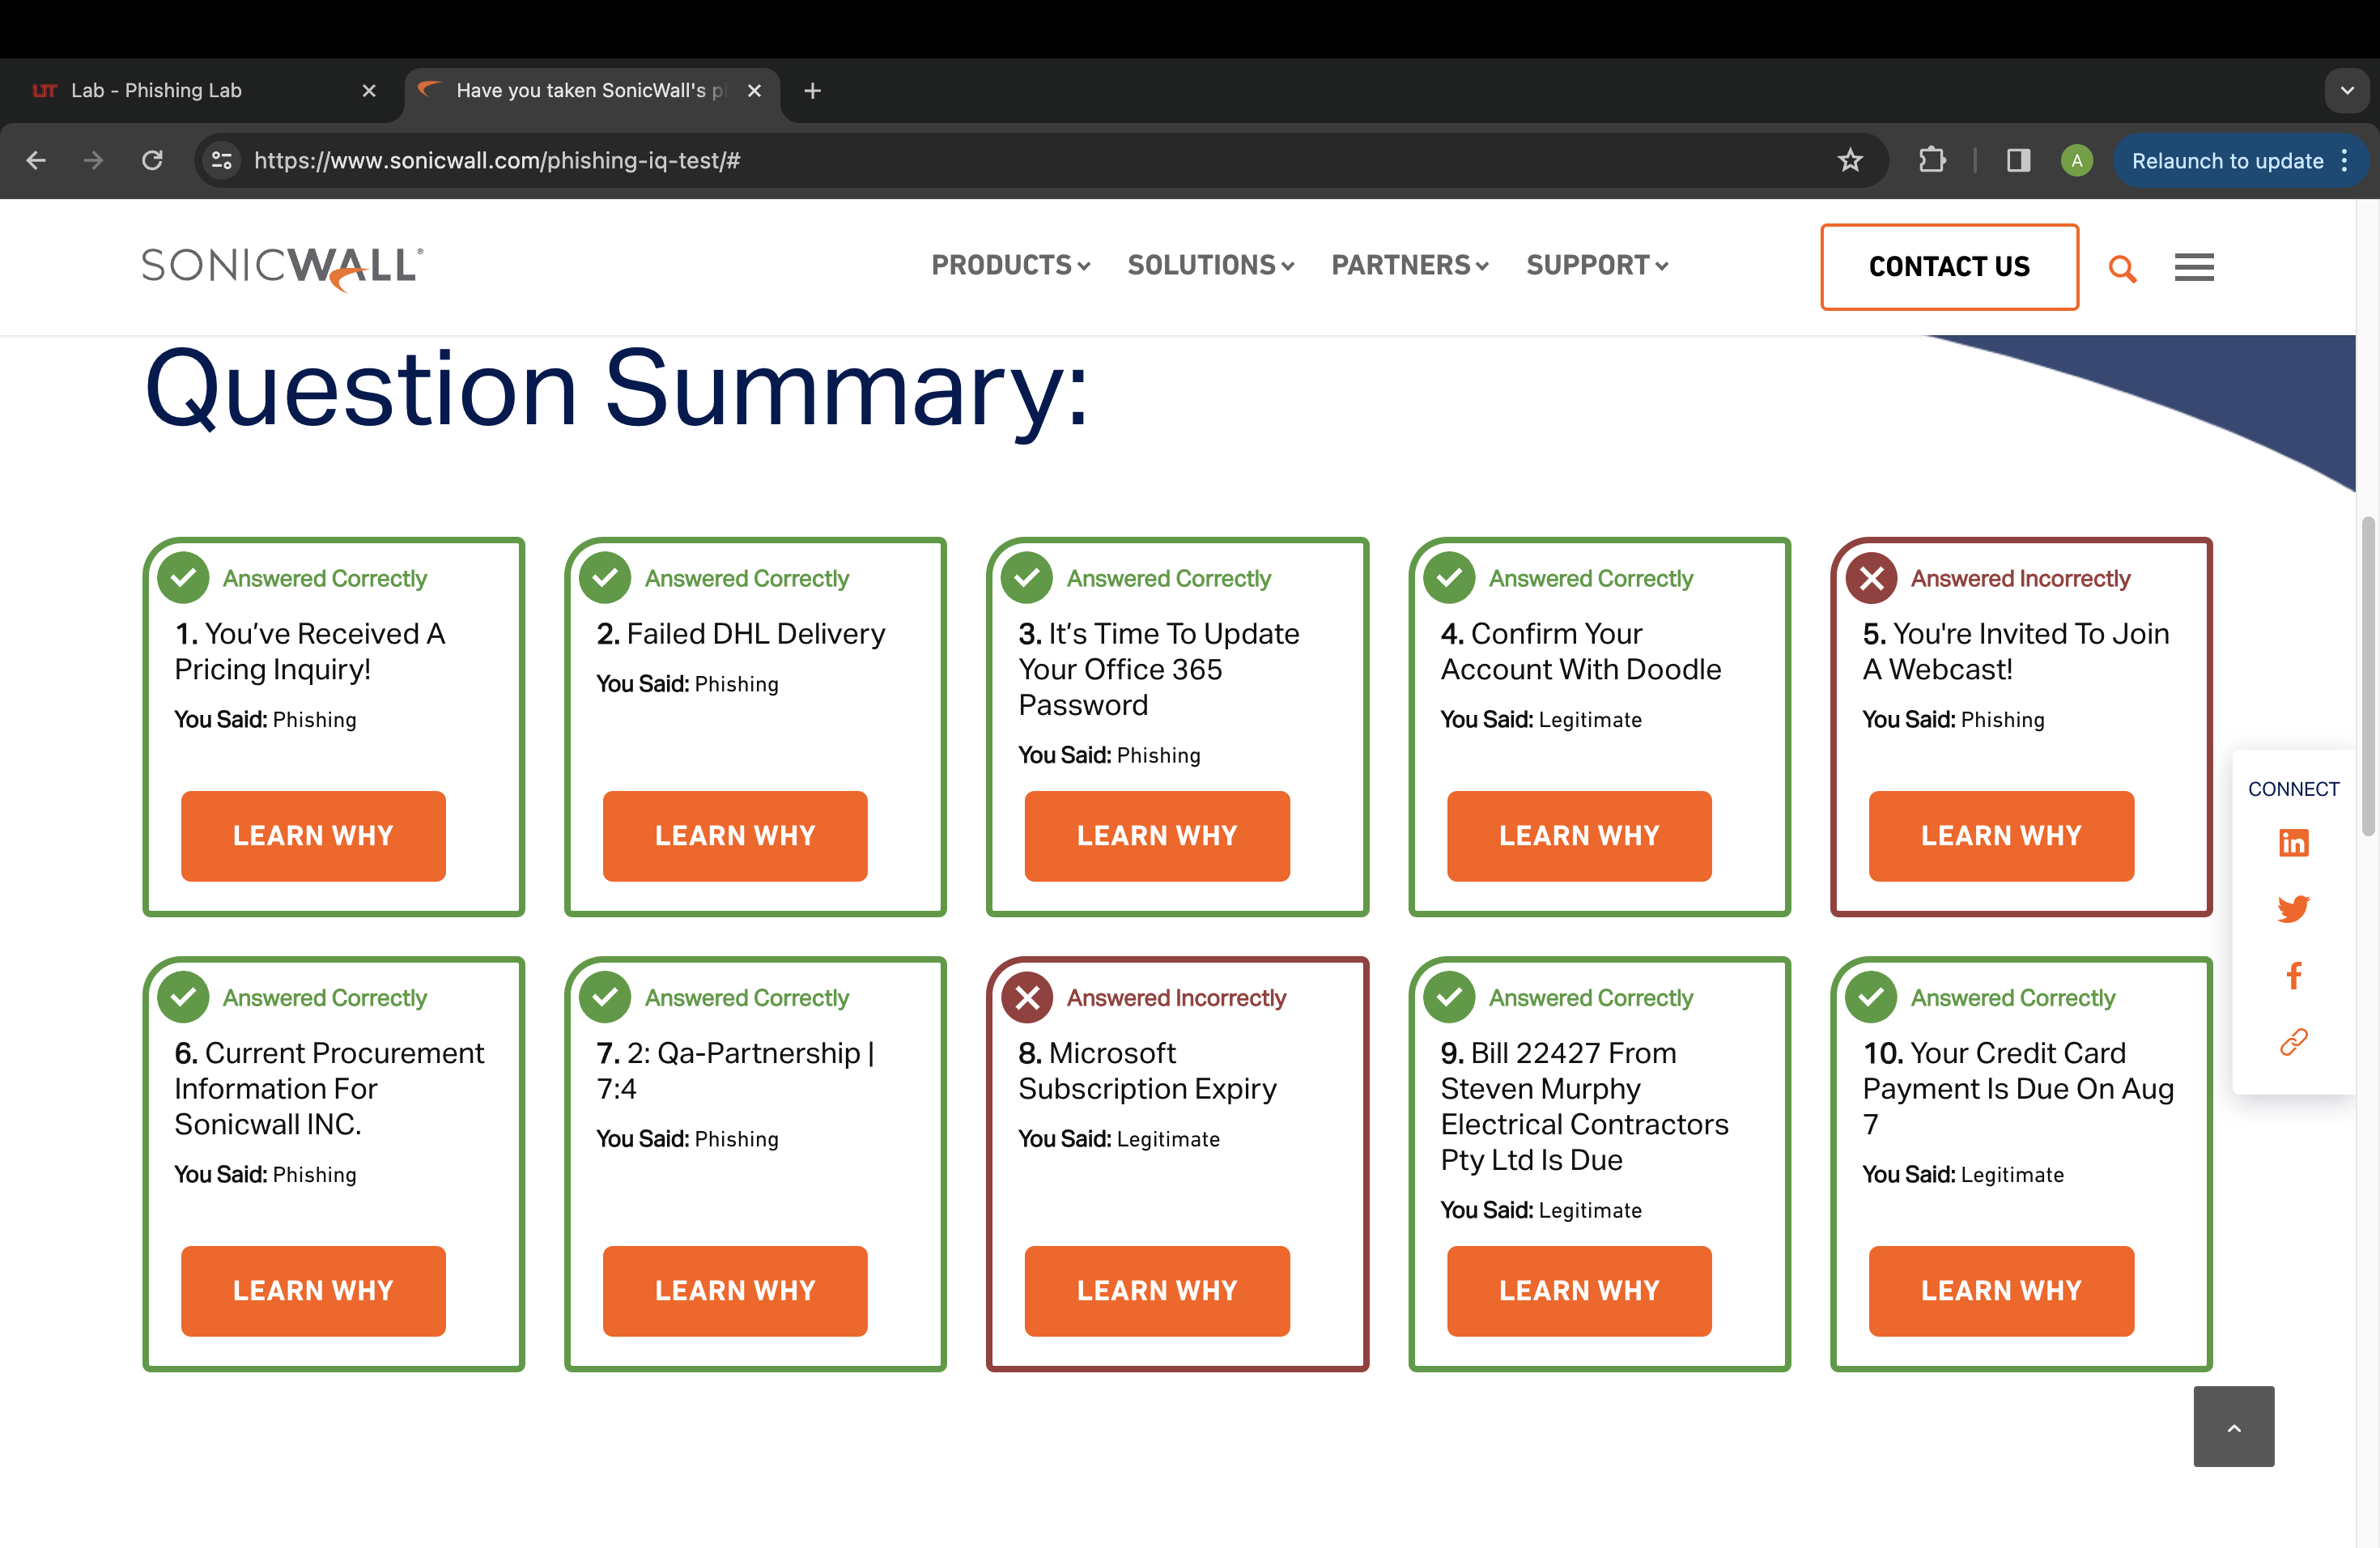 Lab - Phishing Lab
Have you taken SonicWall's p
https://www.sonicwall.com/phishing-iq-test/#
A
Relaunch to update
SONICWALL®
PRODUCTS
SOLUTIONS
PARTNERS
SUPPORT
CONTACT US
Question Summary:
Answered Correctly
1. You’ve Received A
Pricing Inquiry!
You Said: Phishing
LEARN WHY
Answered Correctly
2. Failed DHL Delivery
You Said: Phishing
LEARN WHY
Answered Correctly
3. It’s Time To Update
Your Office 365
Password
You Said: Phishing
LEARN WHY
Answered Correctly
4. Confirm Your
Account With Doodle
You Said: Legitimate
LEARN WHY
Answered Incorrectly
5. You're Invited To Join
A Webcast!
You Said: Phishing
LEARN WHY
CONNECT
in
f
Answered Correctly
6. Current Procurement
Information For
Sonicwall INC.
You Said: Phishing
LEARN WHY
Answered Correctly
7. 2: Qa-Partnership |
7:4
You Said: Phishing
LEARN WHY
Answered Incorrectly
8. Microsoft
Subscription Expiry
You Said: Legitimate
LEARN WHY
Answered Correctly
9. Bill 22427 From
Steven Murphy
Electrical Contractors
Pty Ltd Is Due
You Said: Legitimate
LEARN WHY
Answered Correctly
10. Your Credit Card
Payment Is Due On Aug
7
You Said: Legitimate
LEARN WHY